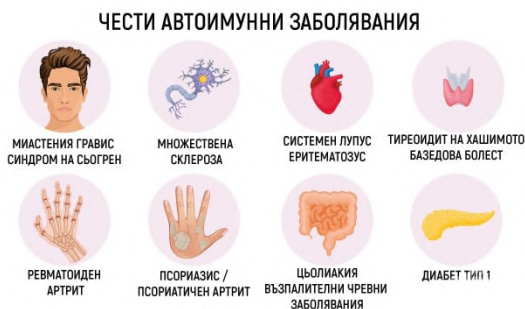 ЧЕСТИ АВТОИМУННИ ЗАБОЛЯВАНИЯ
МИАСТЕНИЯ ГРАВИС
СИНДРОМ НА СЬОГРЕН
МНОЖЕСТВЕНА
СКЛЕРОЗА
СИСТЕМЕН ЛУПУС
ЕРИТЕМАТОЗУС
ТИРЕОИДИТ НА ХАШИМОТО
БАЗЕДОВА БОЛЕСТ
РЕВМАТОИДЕН
АРТРИТ
ПСОРИАЗИС /
ПСОРИАТИЧЕН АРТРИТ
ЦЬОЛИАКИЯ
ВЪЗПАЛИТЕЛНИ ЧРЕВНИ
ЗАБОЛЯВАНИЯ
ДИАБЕТ ТИП 1